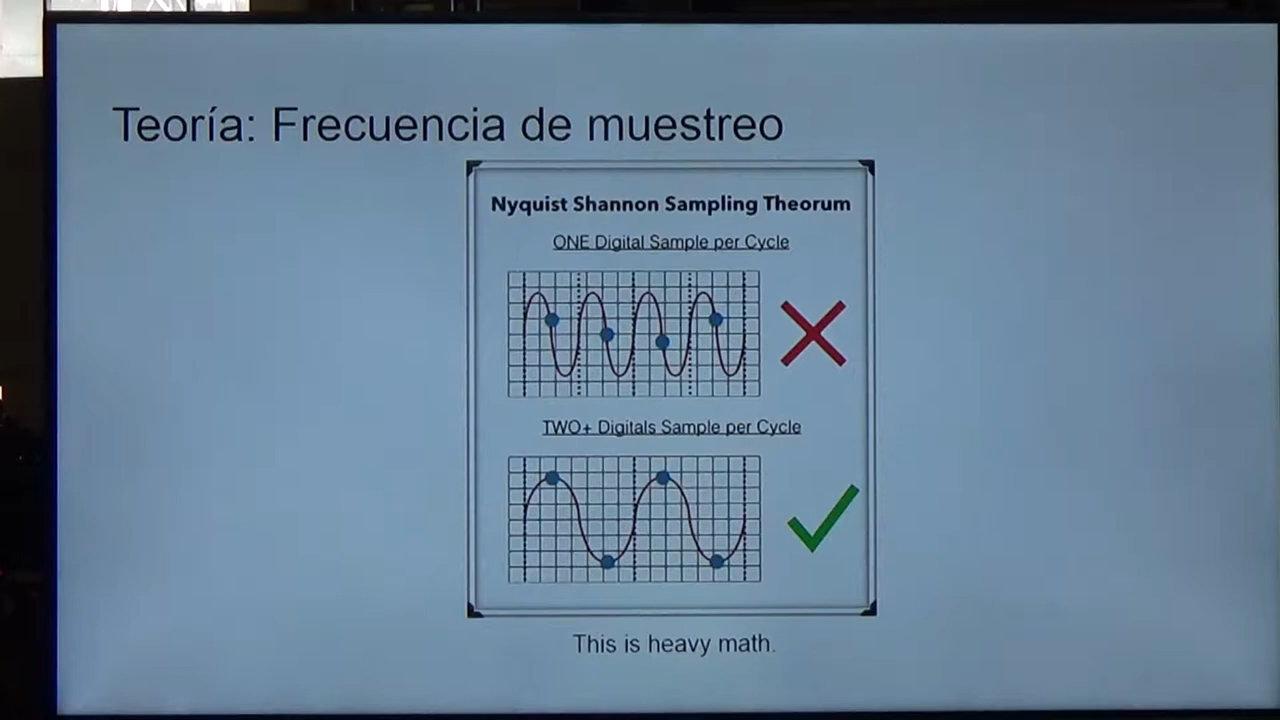 Teoría: Frecuencia de muestreo
Nyquist Shannon Sampling Theorum
ONE Digital Sample per Cycle
TWO+ Digitals Sample per Cycle
This is heavy math.